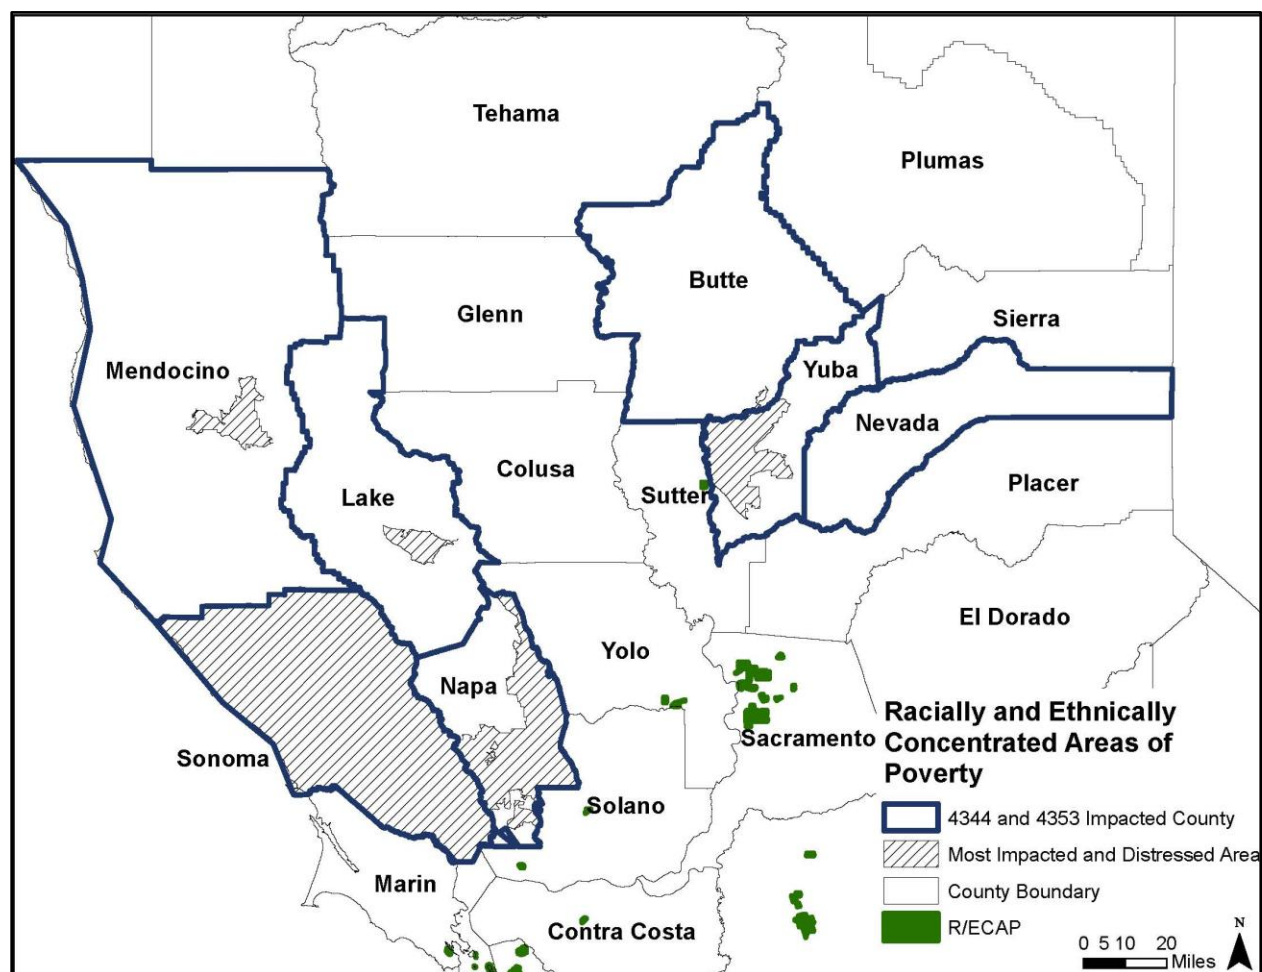 Tehama
Plumas
Butte
Glenn
Sierra
Mendocino
Yuba
Nevada
Colusa
Lake
Sutter
Placer
El Dorado
Yolo
Napa
Sonoma
Sacramento
Solano
Marin
Contra Costa
Racially and Ethnically
Concentrated Areas of
Poverty
4344 and 4353 Impacted County
Most Impacted and Distressed Area
County Boundary
R/ECAP
N
0 5 10 20
Miles